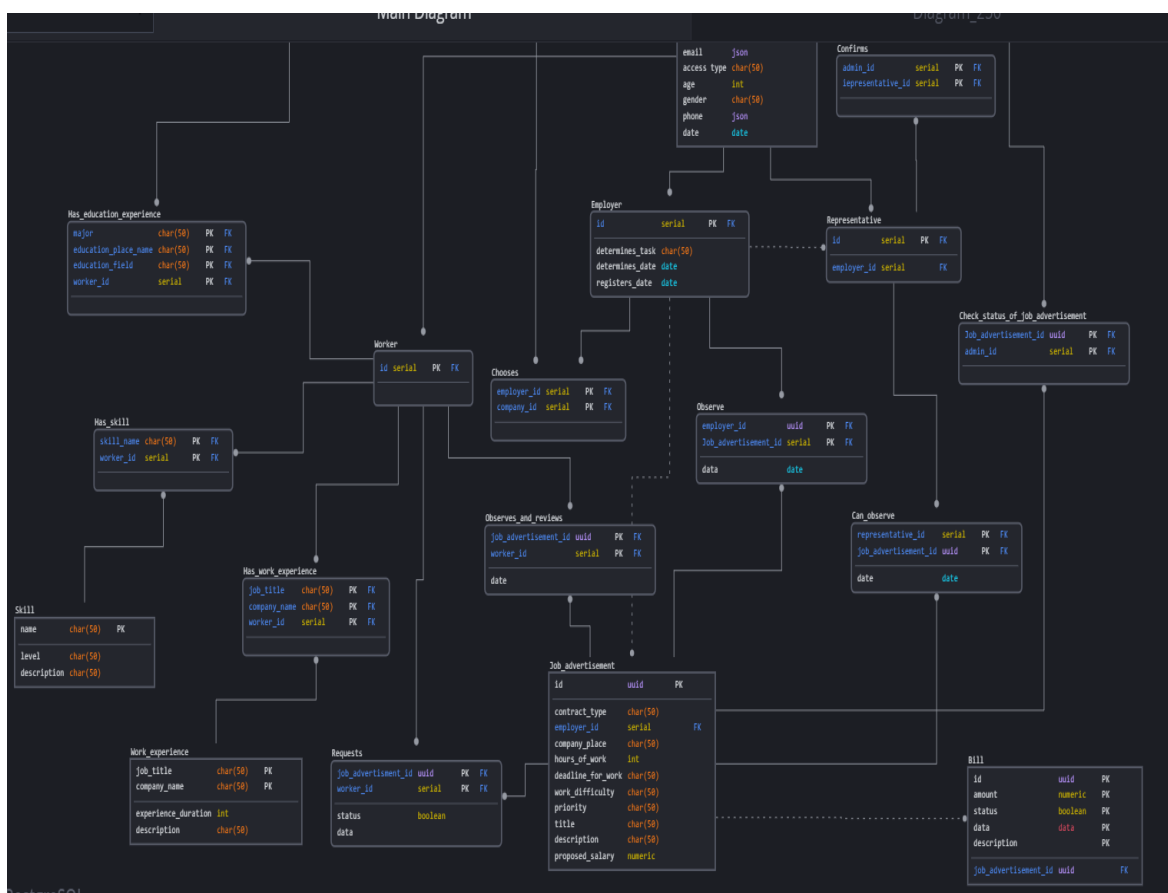 Main Diagram
Diagram_250
email json
access type char(50)
age int
gender char(50)
phone json
date date
Confirms
admin_id serial PK FK
iepresentative_id serial PK FK
Has_education_experience
major char(50) PK FK
education_place_name char(50) PK FK
education_field char(50) PK FK
worker_id serial PK FK
Employer
id serial PK FK
determines_task char(50)
determines_date date
registers_date date
Representative
id serial PK FK
employer_id serial FK
Check_status_of_job_advertisement
Job_advertisement_id uuid PK FK
admin_id serial PK FK
Worker
id serial PK FK
Chooses
employer_id serial PK FK
company_id serial PK FK
Observe
employer_id uuid PK FK
Job_advertisement_id serial PK FK
data date
Has_skill
skill_name char(50) PK FK
worker_id serial PK FK
Observes_and_reviews
job_advertisement_id uuid PK FK
worker_id serial PK FK
date
Can_observe
representative_id serial PK FK
job_advertisement_id uuid PK FK
date date
Has_work_experience
job_title char(50) PK FK
company_name char(50) PK FK
worker_id serial PK FK
Skill
name char(50) PK
level char(50)
description char(50)
Job_advertisement
id uuid PK
contract_type char(50)
employer_id serial FK
company_place char(50)
hours_of_work int
deadline_for_work char(50)
work_difficulty char(50)
priority char(50)
title char(50)
description char(50)
proposed_salary numeric
Work_experience
job_title char(50) PK
company_name char(50) PK
experience_duration int
description char(50)
Requests
job_advertisment_id uuid PK FK
worker_id serial PK FK
status boolean
data
Bill
id uuid PK
amount numeric PK
status boolean PK
data data PK
description PK
job_advertisement_id uuid FK